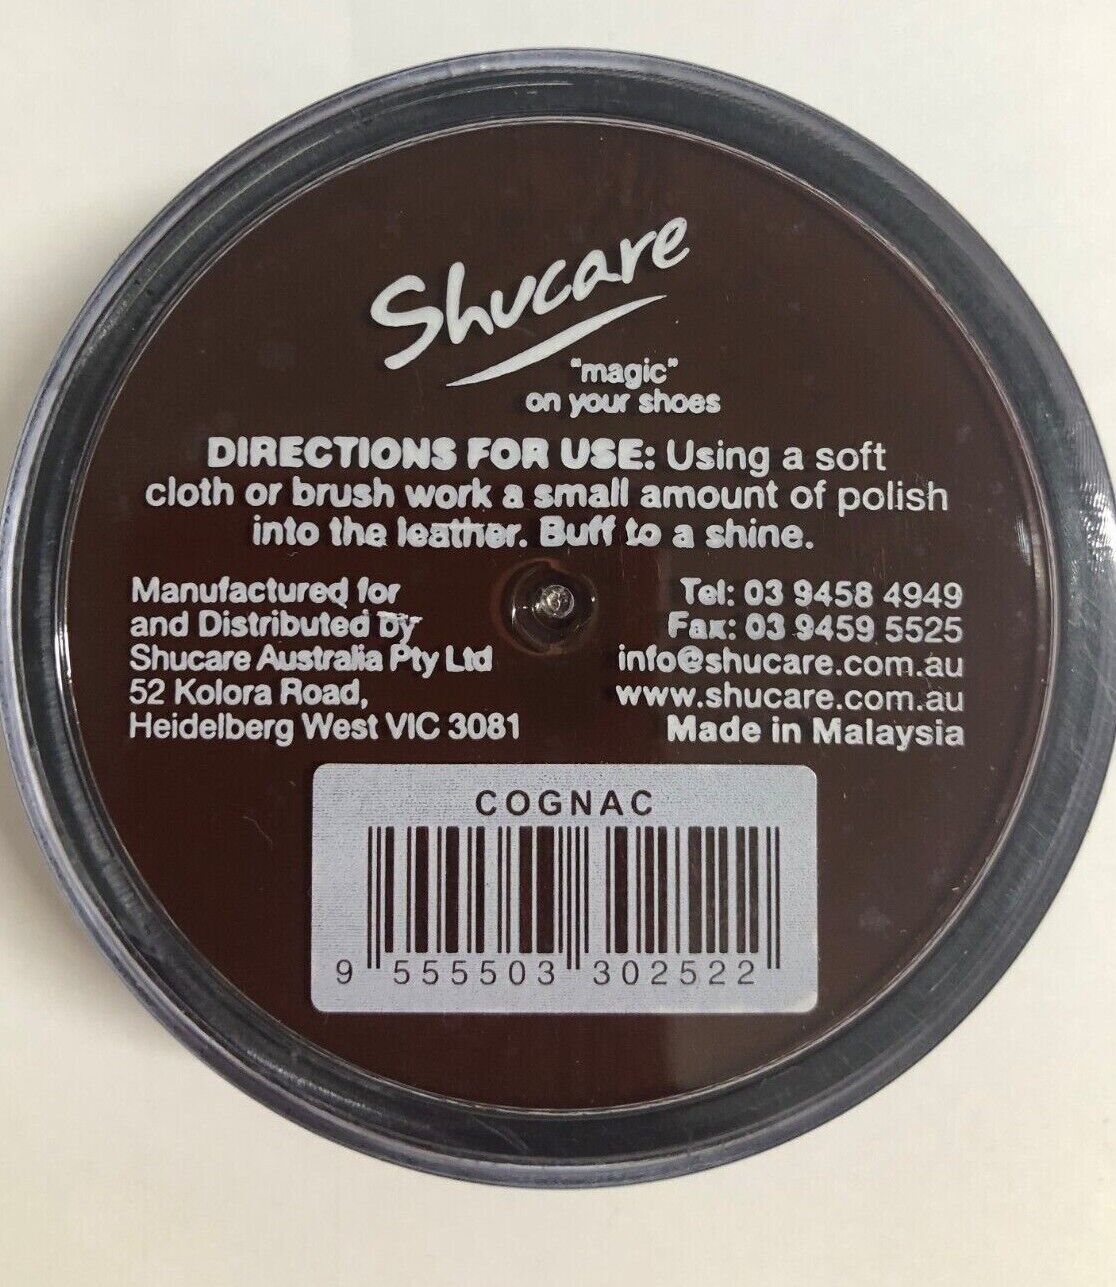 Shucare
"magic"
on your shoes
DIRECTIONS FOR USE: Using a soft
cloth or brush work a small amount of polish
into the leather. Buff to a shine.
Manufactured for
and Distributed by
Shucare Australia Pty Ltd
52 Kolora Road,
Heidelberg West VIC 3081
Tel: 03 9458 4949
Fax: 03 9459 5525
info@shucare.com.au
www.shucare.com.au
Made in Malaysia
COGNAC
9 555503 302522